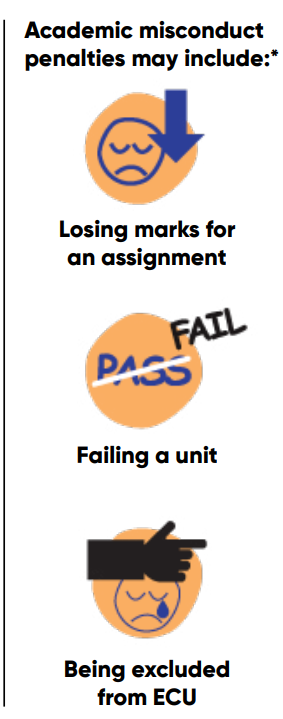 Academic misconduct
penalties may include:*
Losing marks for
an assignment
FAIL
PASS
Failing a unit
Being excluded
from ECU